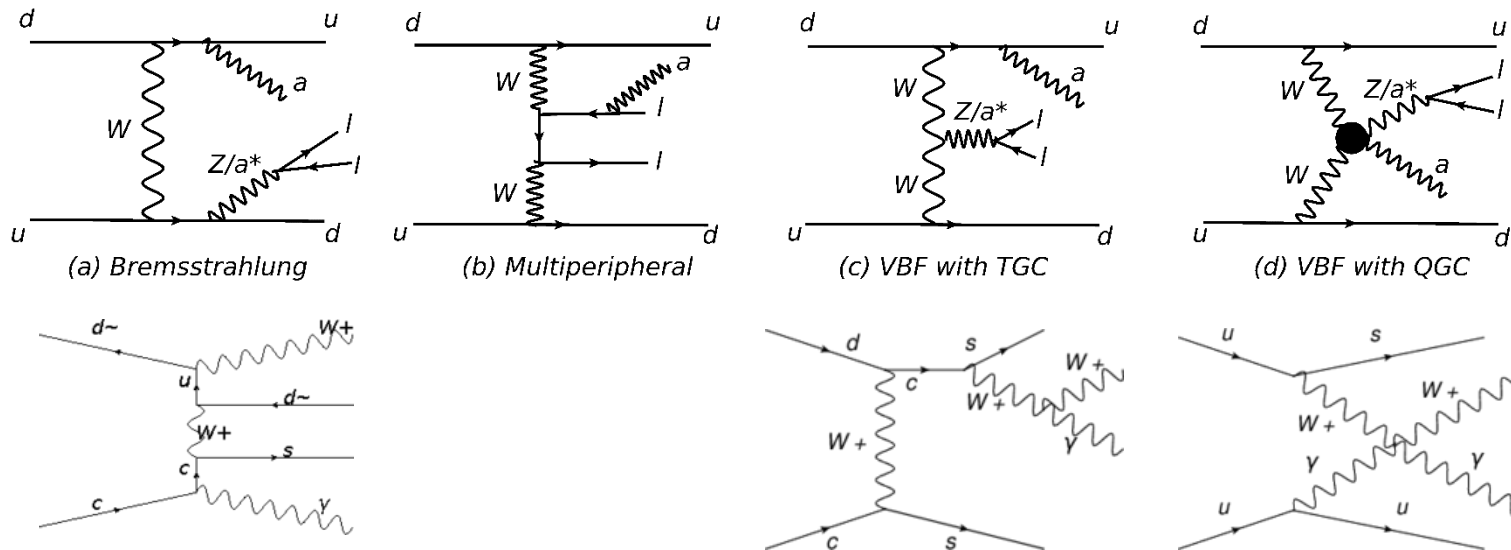 d u d u d u d u
a
W
Z/a*
l
l
u d
W
a
l
l
W
u d
W
a
Z/a*
l
l
W
u d
W
Z/a*
l
l
a
W
u d
(a) Bremsstrahlung (b) Multiperipheral (c) VBF with TGC (d) VBF with QGC
d~
W+
u
d~
W+
s
c
c
γ
d
s
c
W+
W+
W+
γ
c
s
u
s
W+
W+
γ
γ
u
u